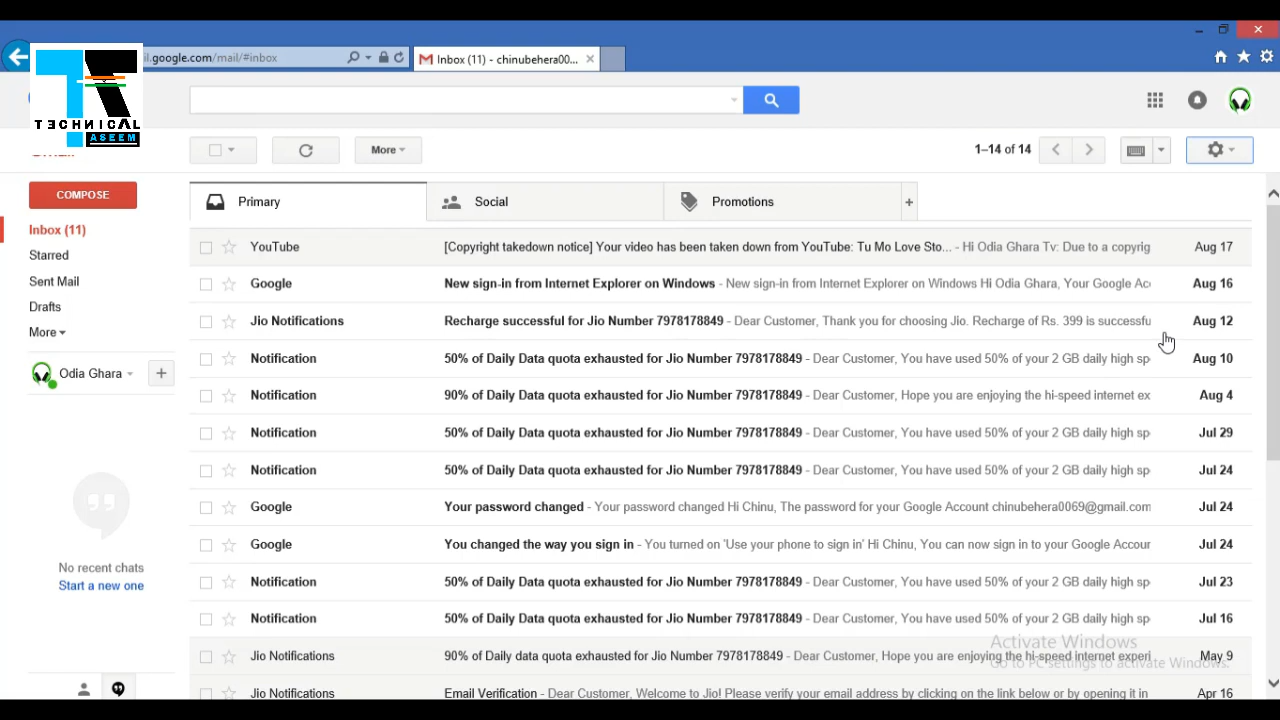 il.google.com/mail/#inbox
Inbox (11) - chinubehera00...
TECHNICAL
ASEEM
More
1–14 of 14
COMPOSE
Primary
Social
Promotions
+
Inbox (11)
Starred
Sent Mail
Drafts
More
Odia Ghara
+
No recent chats
Start a new one
YouTube [Copyright takedown notice] Your video has been taken down from YouTube: Tu Mo Love Sto... - Hi Odia Ghara Tv: Due to a copyrig Aug 17
Google New sign-in from Internet Explorer on Windows - New sign-in from Internet Explorer on Windows Hi Odia Ghara, Your Google Acc Aug 16
Jio Notifications Recharge successful for Jio Number 7978178849 - Dear Customer, Thank you for choosing Jio. Recharge of Rs. 399 is successfu Aug 12
Notification 50% of Daily Data quota exhausted for Jio Number 7978178849 - Dear Customer, You have used 50% of your 2 GB daily high sp Aug 10
Notification 90% of Daily Data quota exhausted for Jio Number 7978178849 - Dear Customer, Hope you are enjoying the hi-speed internet ex Aug 4
Notification 50% of Daily Data quota exhausted for Jio Number 7978178849 - Dear Customer, You have used 50% of your 2 GB daily high sp Jul 29
Notification 50% of Daily Data quota exhausted for Jio Number 7978178849 - Dear Customer, You have used 50% of your 2 GB daily high sp Jul 24
Google Your password changed - Your password changed Hi Chinu, The password for your Google Account chinubehera0069@gmail.com Jul 24
Google You changed the way you sign in - You turned on 'Use your phone to sign in' Hi Chinu, You can now sign in to your Google Accour Jul 24
Notification 50% of Daily Data quota exhausted for Jio Number 7978178849 - Dear Customer, You have used 50% of your 2 GB daily high sp Jul 23
Notification 50% of Daily Data quota exhausted for Jio Number 7978178849 - Dear Customer, You have used 50% of your 2 GB daily high sp Jul 16
Jio Notifications 90% of Daily data quota exhausted for Jio Number 7978178849 - Dear Customer, Hope you are enjoying the hi-speed internet experi May 9
Jio Notifications Email Verification - Dear Customer, Welcome to Jio! Please verify your email address by clicking on the link below or by opening it in Apr 16
Activate Windows
Go to PC settings to activate Windows.